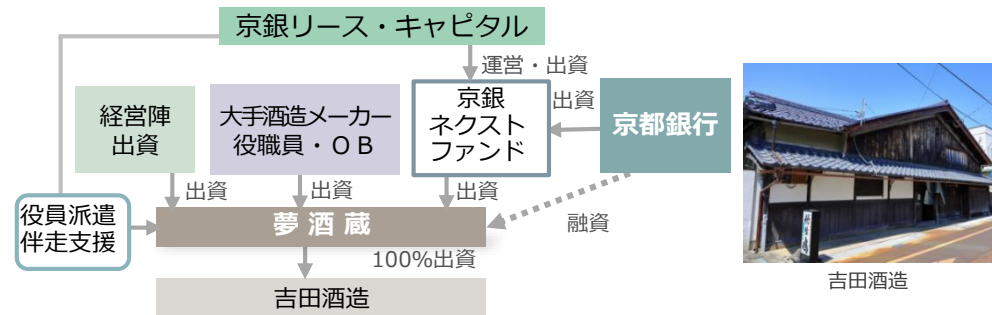 京銀リース・キャピタル
運営・出資
経営陣
出資
大手酒造メーカー
役職員・ＯＢ
京銀
ネクスト
ファンド
出資
京都銀行
出資
出資
出資
役員派遣
伴走支援
夢 酒 蔵
融資
100%出資
吉田酒造
吉田酒造